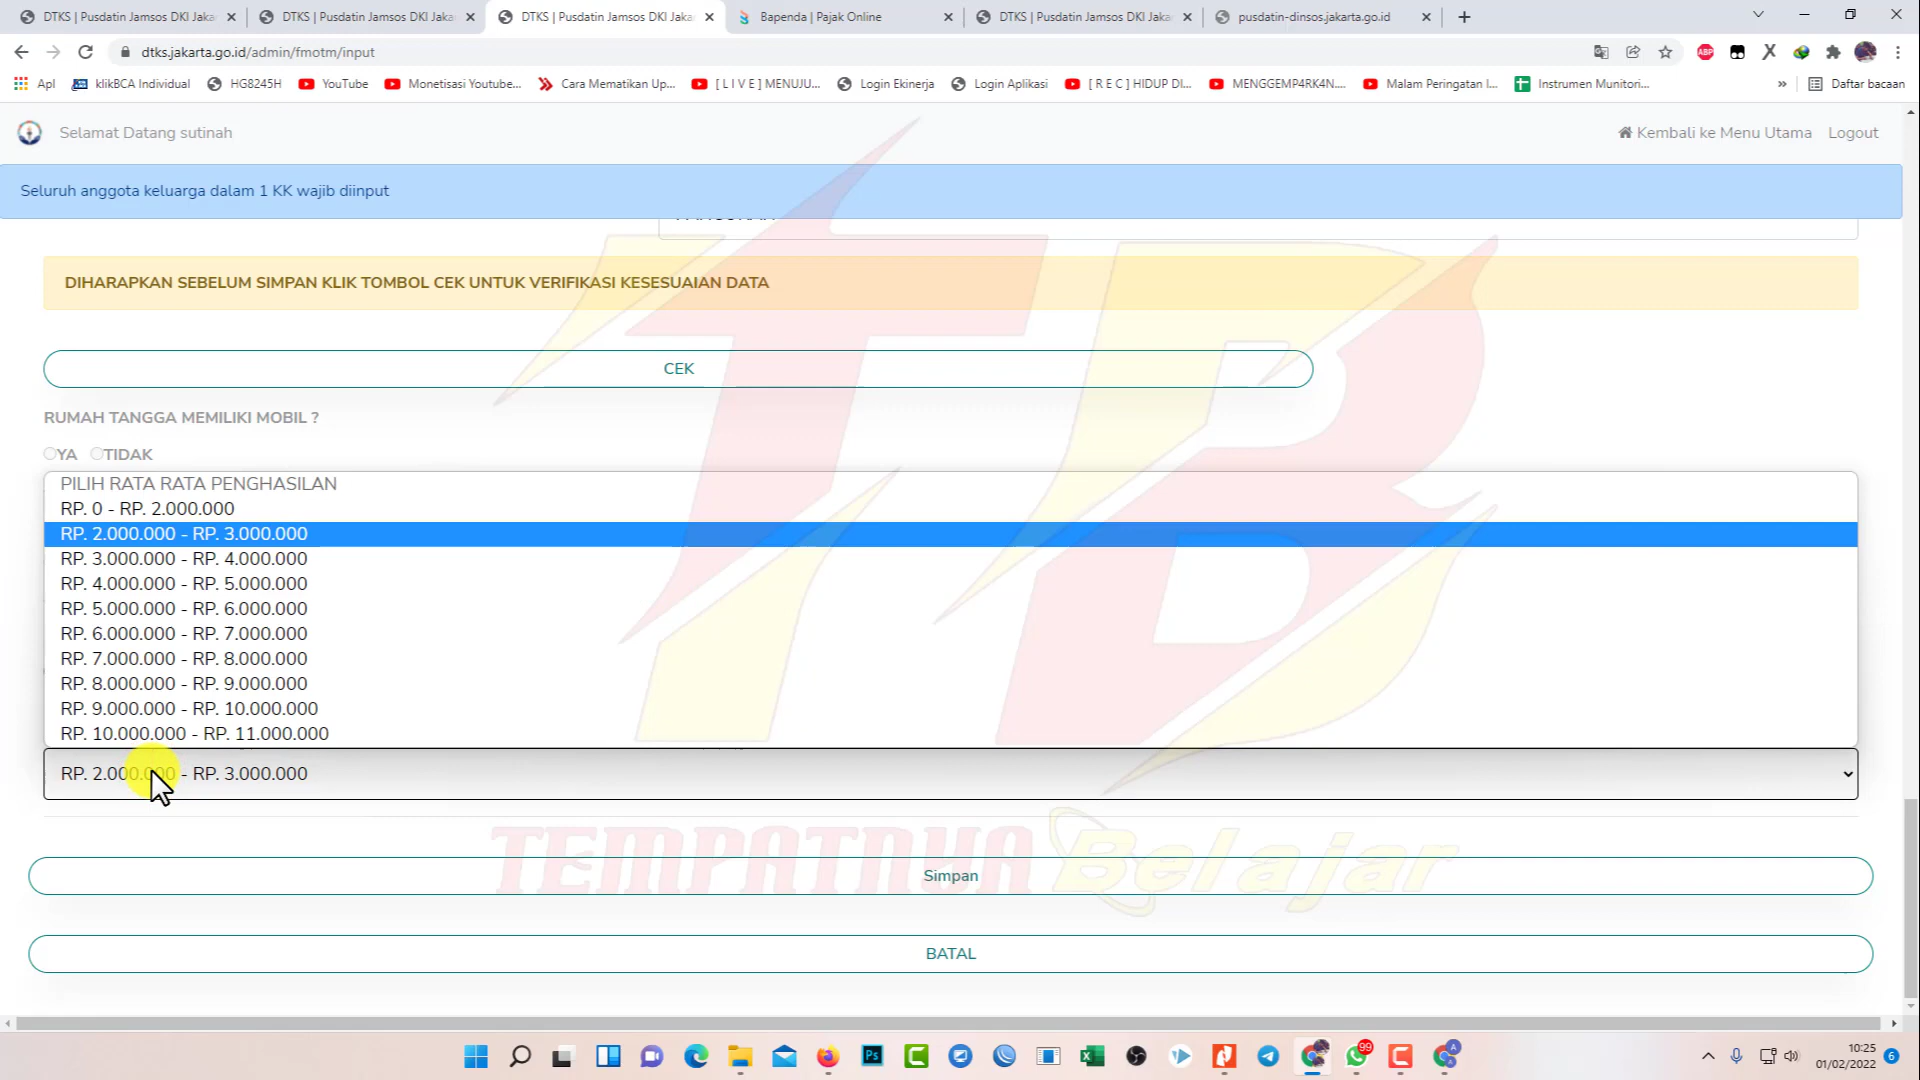 DTKS | Pusdatin Jamsos DKI Jaka
DTKS | Pusdatin Jamsos DKI Jaka
DTKS | Pusdatin Jamsos DKI Jaka
Bapenda | Pajak Online
DTKS | Pusdatin Jamsos DKI Jaka
pusdatin-dinsos.jakarta.go.id
dtks.jakarta.go.id/admin/fmotm/input
ABP
Apl
klikBCA Individual
HG8245H
YouTube
Monetisasi Youtube...
Cara Mematikan Up...
[ L I V E ] MENUJU...
Login Ekinerja
Login Aplikasi
[ R E C ] HIDUP DI...
MENGGEMP4RK4N....
Malam Peringatan I...
Instrumen Munitori...
»
Daftar bacaan
Selamat Datang sutinah
Kembali ke Menu Utama
Logout
Seluruh anggota keluarga dalam 1 KK wajib diinput
DIHARAPKAN SEBELUM SIMPAN KLIK TOMBOL CEK UNTUK VERIFIKASI KESESUAIAN DATA
CEK
RUMAH TANGGA MEMILIKI MOBIL ?
YA TIDAK
PILIH RATA RATA PENGHASILAN
RP. 0 - RP. 2.000.000
RP. 2.000.000 - RP. 3.000.000
RP. 3.000.000 - RP. 4.000.000
RP. 4.000.000 - RP. 5.000.000
RP. 5.000.000 - RP. 6.000.000
RP. 6.000.000 - RP. 7.000.000
RP. 7.000.000 - RP. 8.000.000
RP. 8.000.000 - RP. 9.000.000
RP. 9.000.000 - RP. 10.000.000
RP. 10.000.000 - RP. 11.000.000
RP. 2.000.000 - RP. 3.000.000
TB
TEMPATNYA Belajar
Simpan
BATAL
Ps
99
A
10:25
01/02/2022
6